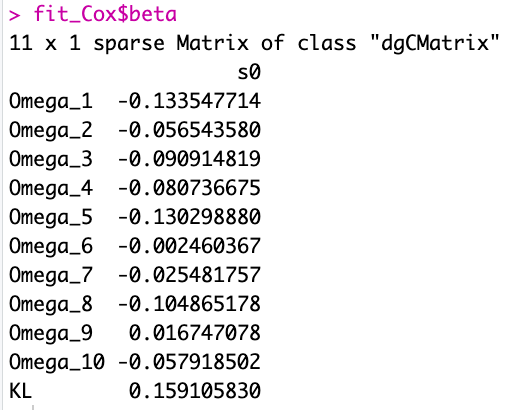 > fit_Cox$beta
11 x 1 sparse Matrix of class "dgCMatrix"
s0
Omega_1 -0.133547714
Omega_2 -0.056543580
Omega_3 -0.090914819
Omega_4 -0.080736675
Omega_5 -0.130298880
Omega_6 -0.002460367
Omega_7 -0.025481757
Omega_8 -0.104865178
Omega_9 0.016747078
Omega_10 -0.057918502
KL 0.159105830